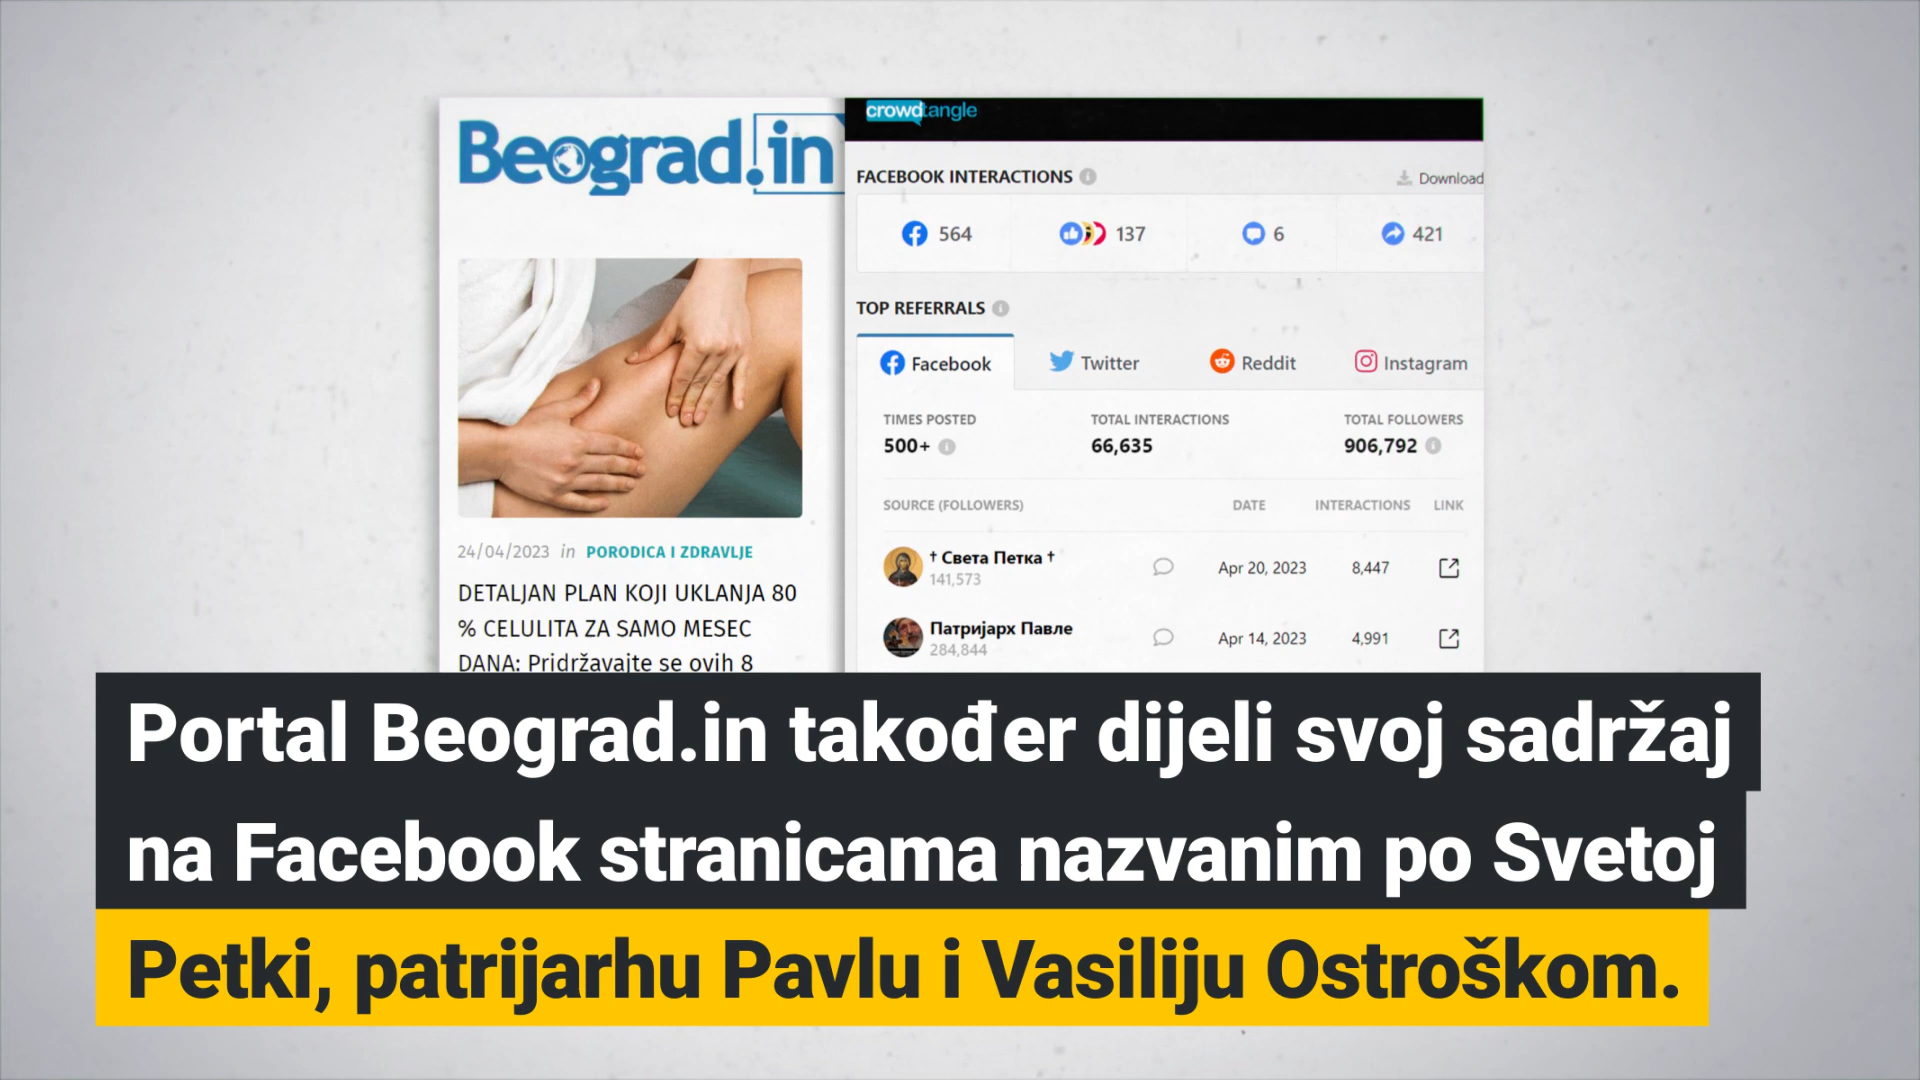 Beograd.in
24/04/2023 in PORODICA I ZDRAVLJE
DETALJAN PLAN KOJI UKLANJA 80
% CELULITA ZA SAMO MESEC
DANA: Pridržavajte se ovih 8
crowdtangle
FACEBOOK INTERACTIONS
Download
564 137 6 421
TOP REFERRALS
Facebook Twitter Reddit Instagram
TIMES POSTED TOTAL INTERACTIONS TOTAL FOLLOWERS
500+ 66,635 906,792
SOURCE (FOLLOWERS) DATE INTERACTIONS LINK
† Света Петка † Apr 20, 2023 8,447
141,573
Патријарх Павле Apr 14, 2023 4,991
284,844
Portal Beograd.in također dijeli svoj sadržaj
na Facebook stranicama nazvanim po Svetoj
Petki, patrijarhu Pavlu i Vasiliju Ostroškom.